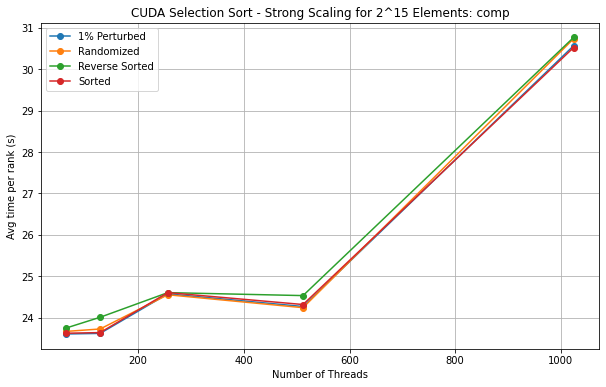 CUDA Selection Sort - Strong Scaling for 2^15 Elements: comp
1% Perturbed
Randomized
Reverse Sorted
Sorted
Avg time per rank (s)
31
30
29
28
27
26
25
24
200
400
600
800
1000
Number of Threads